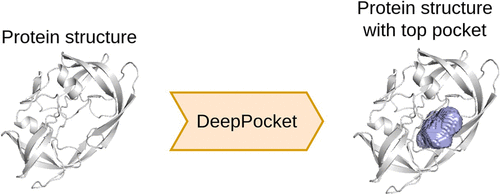 Protein structure
DeepPocket
Protein structure
with top pocket